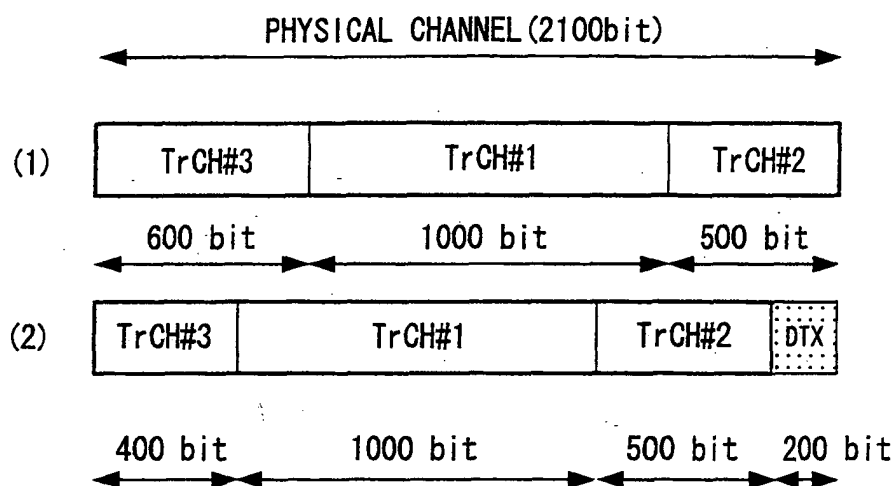 PHYSICAL CHANNEL(2100bit)
(1) TrCH#3 TrCH#1 TrCH#2
600 bit 1000 bit 500 bit
(2) TrCH#3 TrCH#1 TrCH#2 DTX
400 bit 1000 bit 500 bit 200 bit